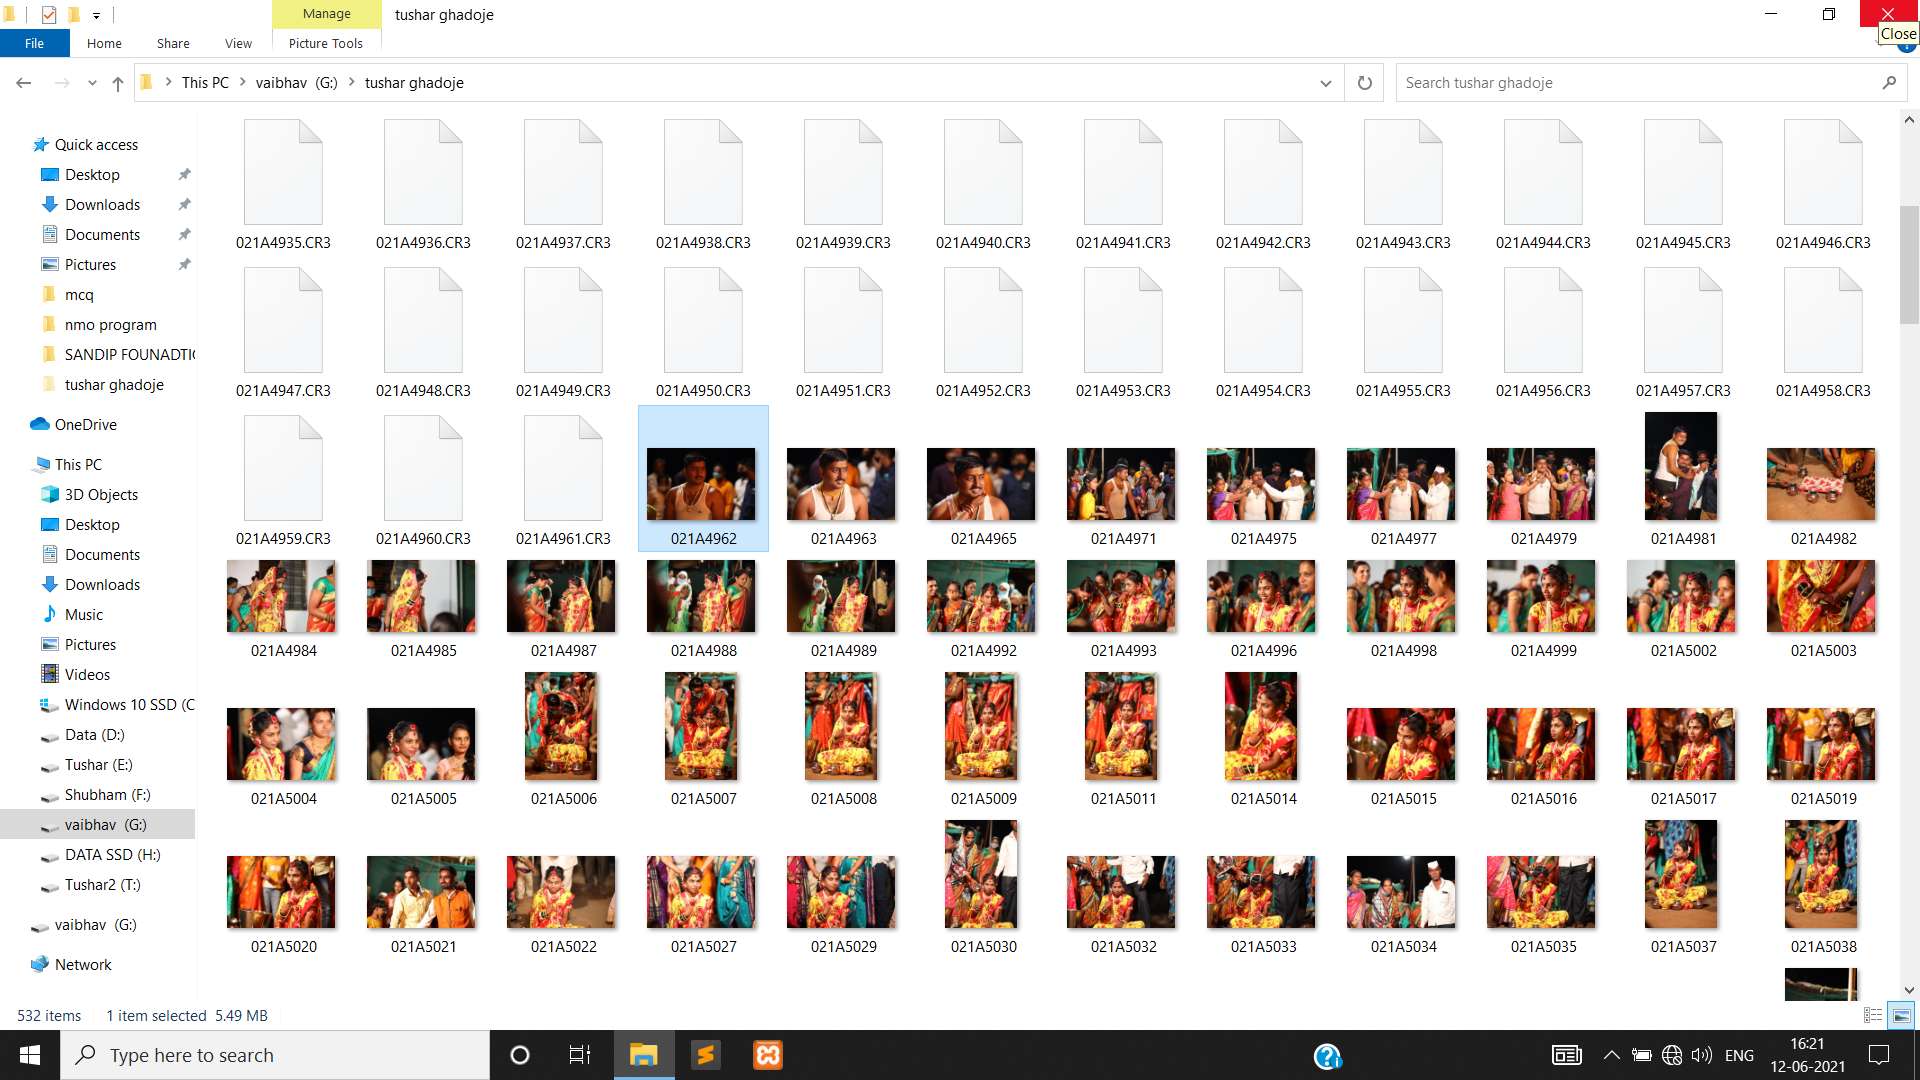 Manage
tushar ghadoje
File
Home
Share
View
Picture Tools
Close
This PC
vaibhav (G:)
tushar ghadoje
Search tushar ghadoje
Quick access
Desktop
Downloads
Documents
Pictures
mcq
nmo program
SANDIP FOUNADTIO
tushar ghadoje
OneDrive
This PC
3D Objects
Desktop
Documents
Downloads
Music
Pictures
Videos
Windows 10 SSD (C
Data (D:)
Tushar (E:)
Shubham (F:)
vaibhav (G:)
DATA SSD (H:)
Tushar2 (T:)
vaibhav (G:)
Network
021A4935.CR3 021A4936.CR3 021A4937.CR3 021A4938.CR3 021A4939.CR3 021A4940.CR3 021A4941.CR3 021A4942.CR3 021A4943.CR3 021A4944.CR3 021A4945.CR3 021A4946.CR3
021A4947.CR3 021A4948.CR3 021A4949.CR3 021A4950.CR3 021A4951.CR3 021A4952.CR3 021A4953.CR3 021A4954.CR3 021A4955.CR3 021A4956.CR3 021A4957.CR3 021A4958.CR3
021A4959.CR3 021A4960.CR3 021A4961.CR3 021A4962 021A4963 021A4965 021A4971 021A4975 021A4977 021A4979 021A4981 021A4982
021A4984 021A4985 021A4987 021A4988 021A4989 021A4992 021A4993 021A4996 021A4998 021A4999 021A5002 021A5003
021A5004 021A5005 021A5006 021A5007 021A5008 021A5009 021A5011 021A5014 021A5015 021A5016 021A5017 021A5019
021A5020 021A5021 021A5022 021A5027 021A5029 021A5030 021A5032 021A5033 021A5034 021A5035 021A5037 021A5038
532 items
1 item selected 5.49 MB
Type here to search
ENG
16:21
12-06-2021